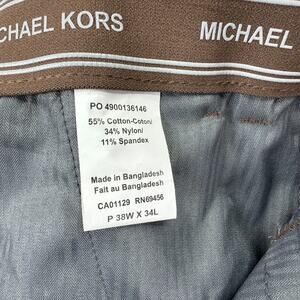 CHAEL KORS MICHAEL
PO 4900136146
55% Cotton-Coton/
34% Nylon/
11% Spandex
Made in Bangladesh
Fait au Bangladesh
CA01129 RN69456
P 38W X 34L